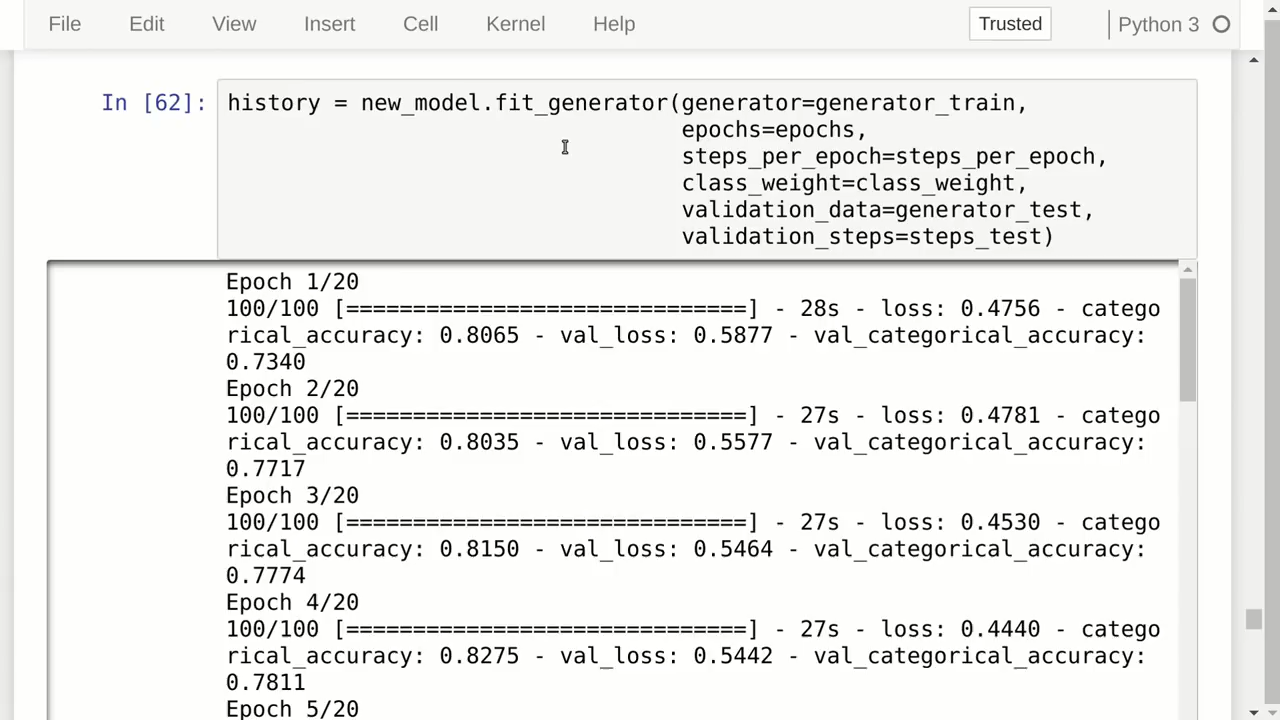 File Edit View Insert Cell Kernel Help Trusted Python 3
In [62]: history = new_model.fit_generator(generator=generator_train,
epochs=epochs,
steps_per_epoch=steps_per_epoch,
class_weight=class_weight,
validation_data=generator_test,
validation_steps=steps_test)
Epoch 1/20
100/100 [==============================] - 28s - loss: 0.4756 - catego
rical_accuracy: 0.8065 - val_loss: 0.5877 - val_categorical_accuracy:
0.7340
Epoch 2/20
100/100 [==============================] - 27s - loss: 0.4781 - catego
rical_accuracy: 0.8035 - val_loss: 0.5577 - val_categorical_accuracy:
0.7717
Epoch 3/20
100/100 [==============================] - 27s - loss: 0.4530 - catego
rical_accuracy: 0.8150 - val_loss: 0.5464 - val_categorical_accuracy:
0.7774
Epoch 4/20
100/100 [==============================] - 27s - loss: 0.4440 - catego
rical_accuracy: 0.8275 - val_loss: 0.5442 - val_categorical_accuracy:
0.7811
Epoch 5/20